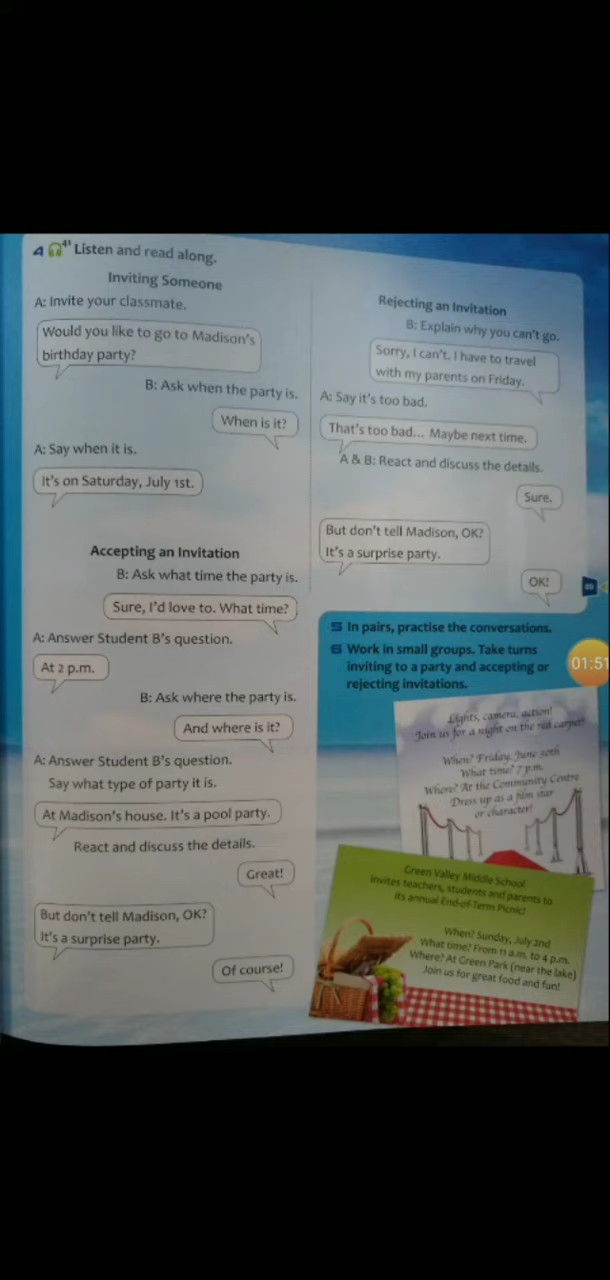 4 41 Listen and read along.
Inviting Someone
A: Invite your classmate.
Would you like to go to Madison's
birthday party?
B: Ask when the party is.
When is it?
A: Say when it is.
It's on Saturday, July 1st.
Accepting an Invitation
B: Ask what time the party is.
Sure, I'd love to. What time?
A: Answer Student B's question.
At 2 p.m.
B: Ask where the party is.
And where is it?
A: Answer Student B's question.
Say what type of party it is.
At Madison's house. It's a pool party.
React and discuss the details.
Great!
But don't tell Madison, OK?
It's a surprise party.
Of course!
Rejecting an Invitation
B: Explain why you can't go.
Sorry, I can't. I have to travel
with my parents on Friday.
A: Say it's too bad.
That's too bad... Maybe next time.
A & B: React and discuss the details.
Sure.
But don't tell Madison, OK?
It's a surprise party.
OK!
5 In pairs, practise the conversations.
6 Work in small groups. Take turns
inviting to a party and accepting or
rejecting invitations.
01:51
Lights, camera, action!
Join us for a night on the red carpet!
When? Friday, June 30th
What time? 7 p.m.
Where? At the Community Centre
Dress up as a film star
or character!
Green Valley Middle School
invites teachers, students and parents to
its annual End-of-Term Picnic!
When? Sunday, July 2nd
What time? From 11 a.m. to 4 p.m.
Where? At Green Park (near the lake)
Join us for great food and fun!